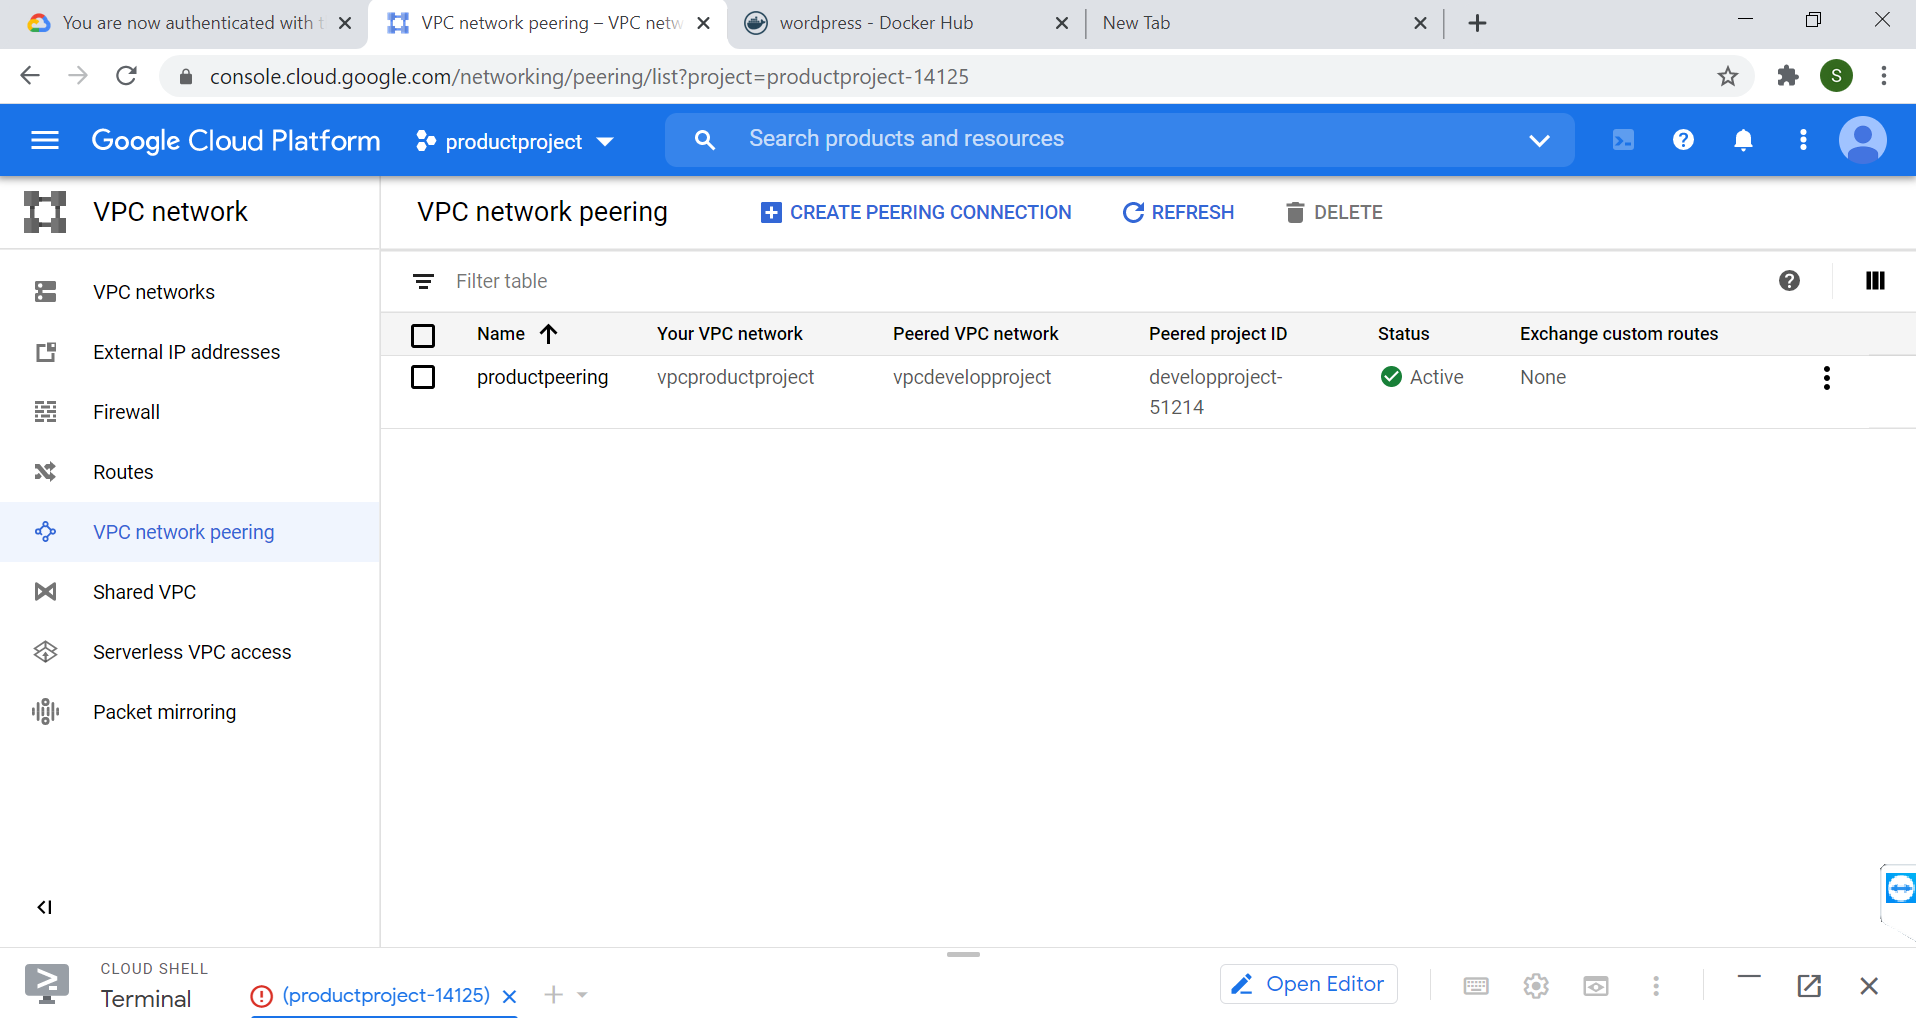 You are now authenticated with t
VPC network peering – VPC netw
wordpress - Docker Hub
New Tab
console.cloud.google.com/networking/peering/list?project=productproject-14125
S
Google Cloud Platform
productproject
Search products and resources
VPC network
VPC network peering
CREATE PEERING CONNECTION
REFRESH
DELETE
VPC networks
External IP addresses
Firewall
Routes
VPC network peering
Shared VPC
Serverless VPC access
Packet mirroring
Filter table
Name
Your VPC network
Peered VPC network
Peered project ID
Status
Exchange custom routes
productpeering
vpcproductproject
vpcdevelopproject
developproject-
51214
Active
None
CLOUD SHELL
Terminal
(productproject-14125)
Open Editor